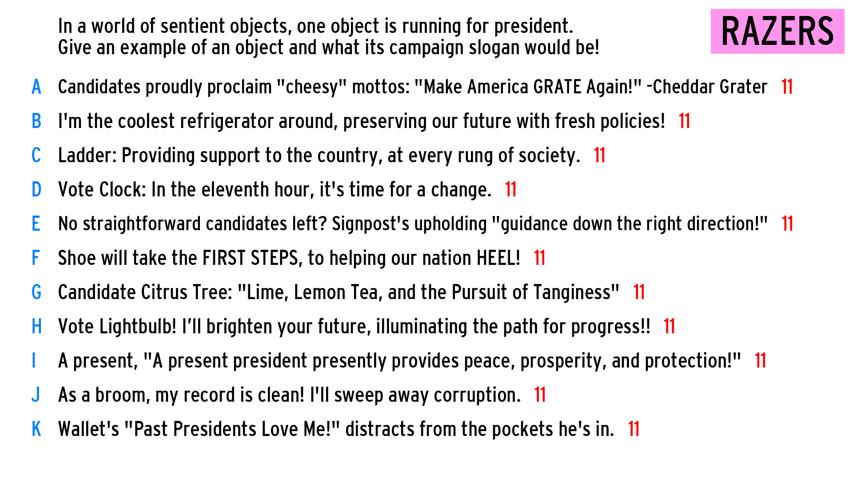 In a world of sentient objects, one object is running for president.
Give an example of an object and what its campaign slogan would be!
RAZERS
A Candidates proudly proclaim "cheesy" mottos: "Make America GRATE Again!" -Cheddar Grater 11
B I'm the coolest refrigerator around, preserving our future with fresh policies! 11
C Ladder: Providing support to the country, at every rung of society. 11
D Vote Clock: In the eleventh hour, it's time for a change. 11
E No straightforward candidates left? Signpost's upholding "guidance down the right direction!" 11
F Shoe will take the FIRST STEPS, to helping our nation HEEL! 11
G Candidate Citrus Tree: "Lime, Lemon Tea, and the Pursuit of Tanginess" 11
H Vote Lightbulb! I’ll brighten your future, illuminating the path for progress!! 11
I A present, "A present president presently provides peace, prosperity, and protection!" 11
J As a broom, my record is clean! I'll sweep away corruption. 11
K Wallet's "Past Presidents Love Me!" distracts from the pockets he's in. 11